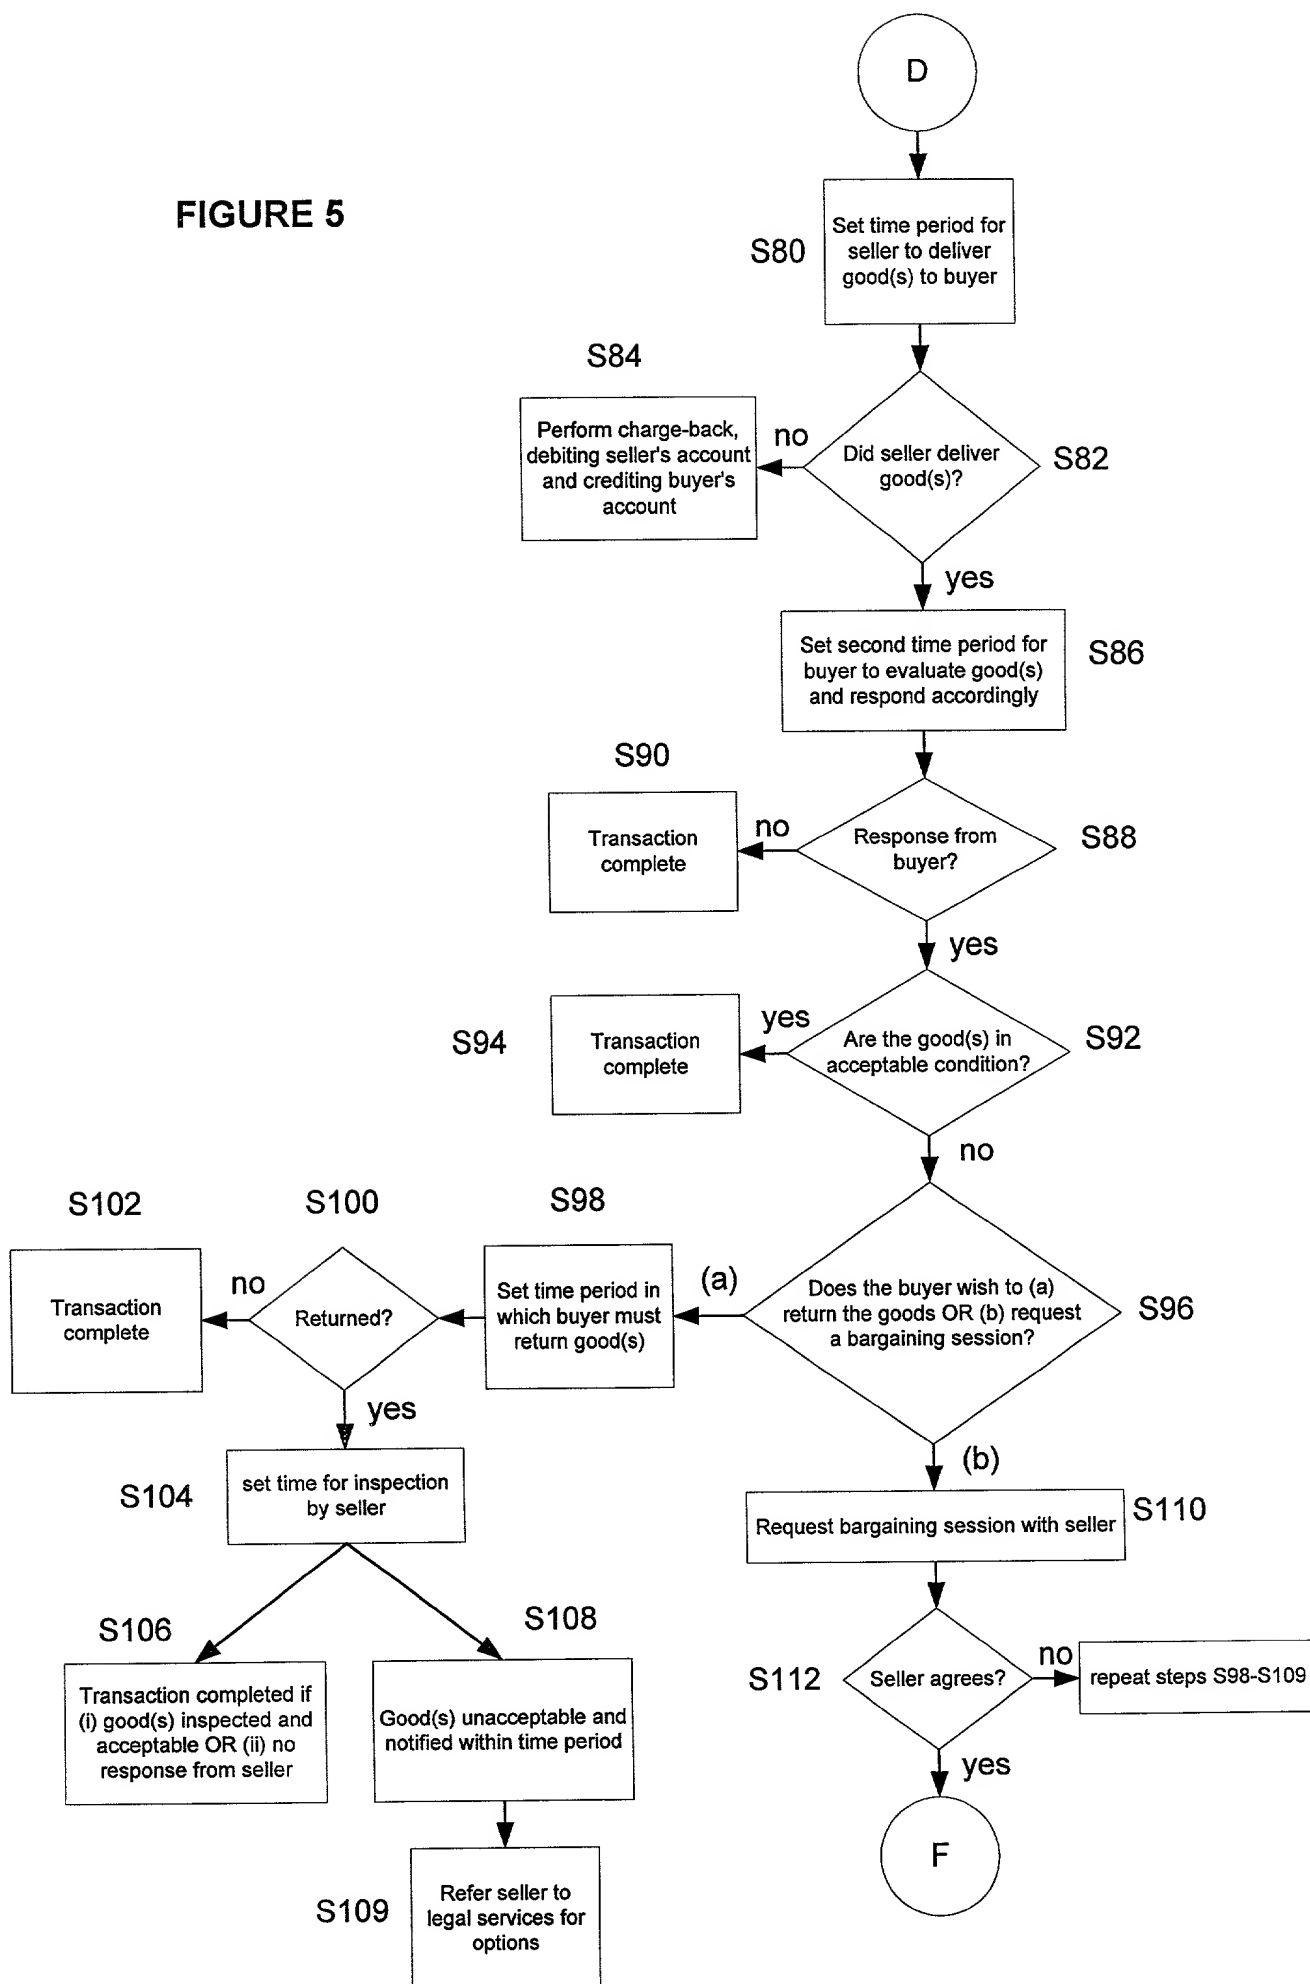 D
FIGURE 5
S80
Set time period for
seller to deliver
good(s) to buyer
S84
Perform charge-back,
debiting seller's account
and crediting buyer's
account
no
Did seller deliver
good(s)?
S82
yes
Set second time period for
buyer to evaluate good(s)
and respond accordingly
S86
S90
Transaction
complete
no
Response from
buyer?
S88
yes
S94
Transaction
complete
yes
Are the good(s) in
acceptable condition?
S92
no
S102
S100
S98
Transaction
complete
no
Returned?
Set time period in
which buyer must
return good(s)
(a)
Does the buyer wish to (a)
return the goods OR (b) request
a bargaining session?
S96
yes
(b)
S104
set time for inspection
by seller
Request bargaining session with seller
S110
S106
S108
Transaction completed if
(i) good(s) inspected and
acceptable OR (ii) no
response from seller
Good(s) unacceptable and
notified within time period
S112
Seller agrees?
no
repeat steps S98-S109
yes
F
S109
Refer seller to
legal services for
options